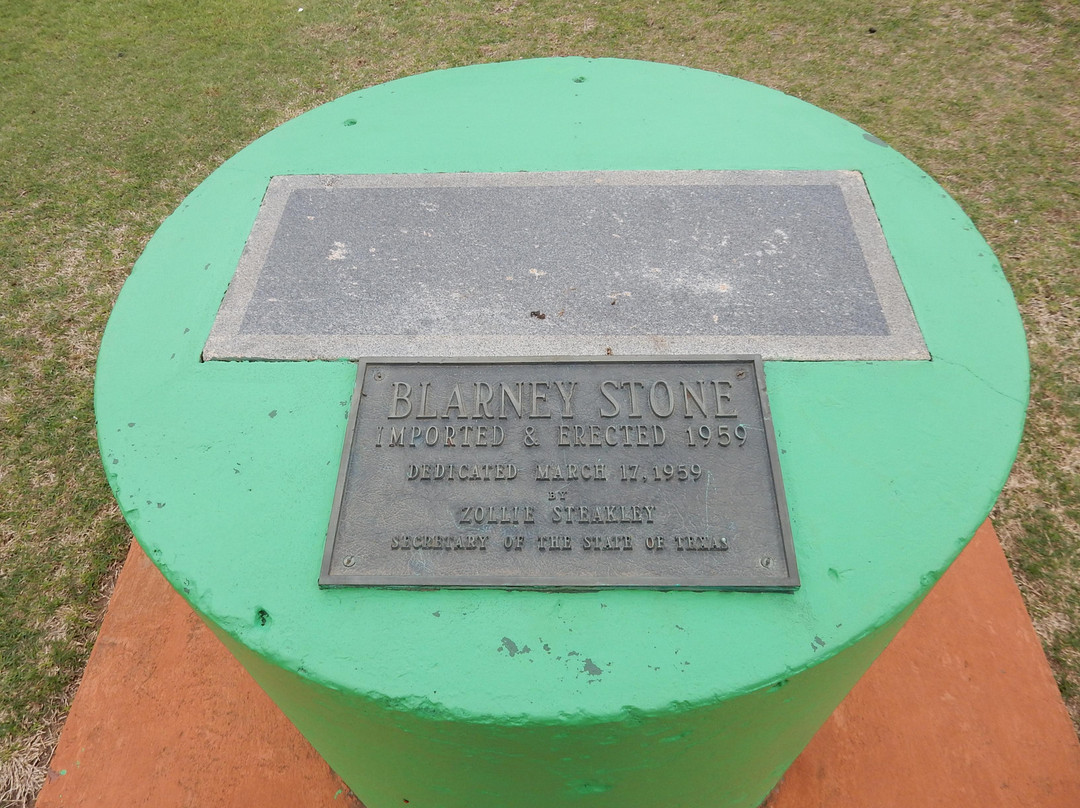 BLARNEY STONE
IMPORTED & ERECTED 1959
DEDICATED MARCH 17, 1959
BY
ZOLLIE STEAKLEY
SECRETARY OF THE STATE OF TEXAS